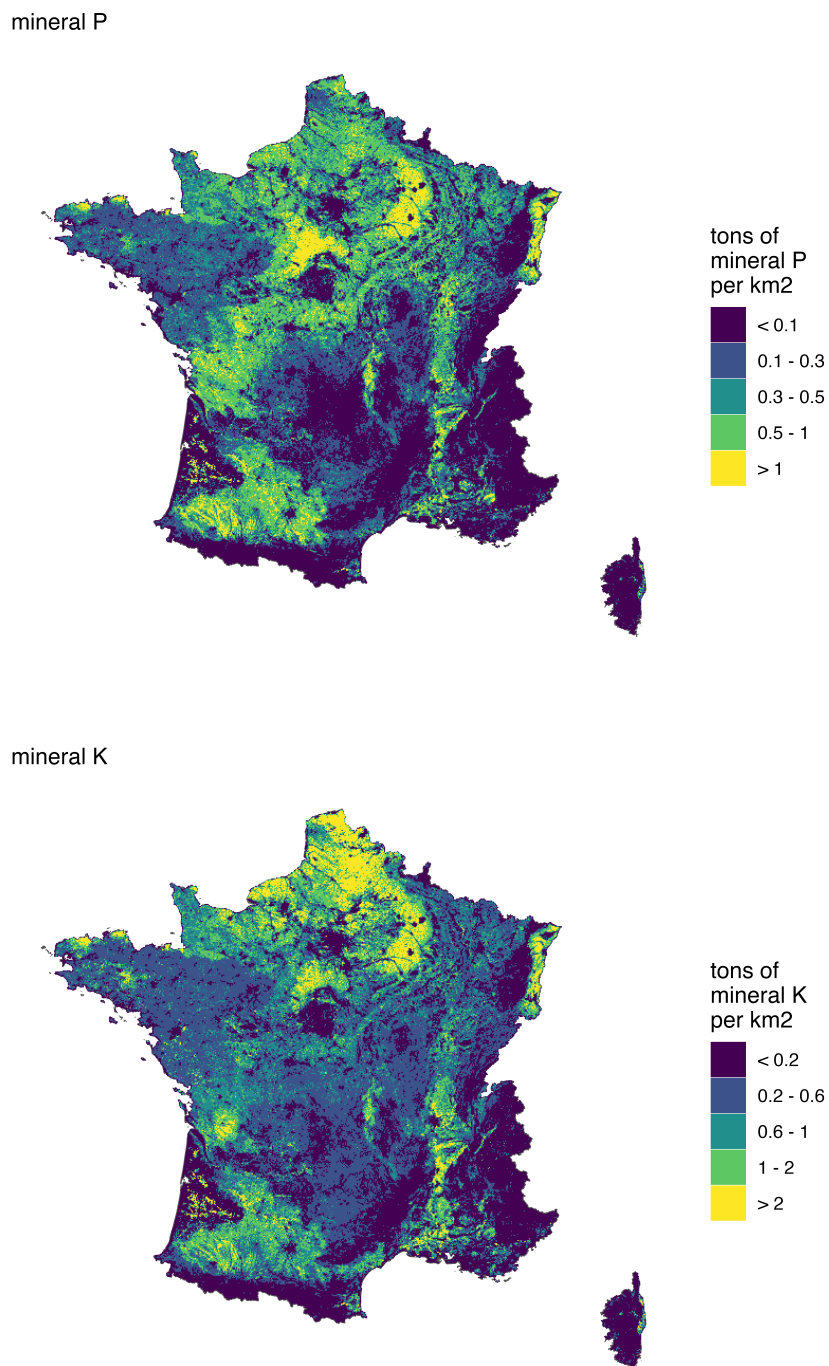 mineral P
tons of
mineral P
per km2
< 0.1
0.1 - 0.3
0.3 - 0.5
0.5 - 1
> 1
mineral K
tons of
mineral K
per km2
< 0.2
0.2 - 0.6
0.6 - 1
1 - 2
> 2